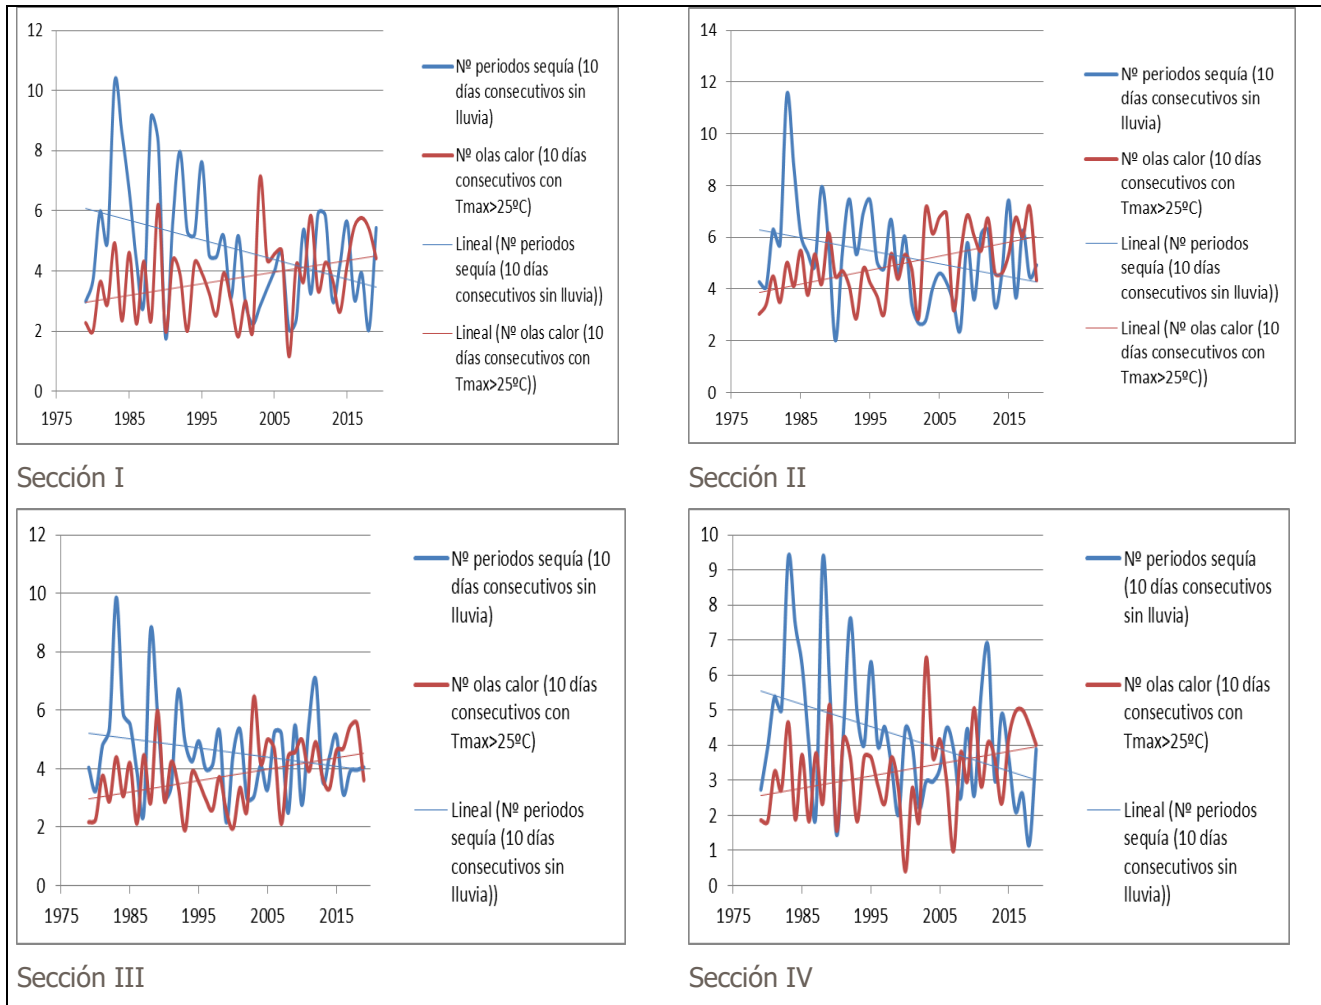 12
10
8
6
4
2
0
1975 1985 1995 2005 2015
Nº periodos sequía (10
días consecutivos sin
lluvia)
Nº olas calor (10 días
consecutivos con
Tmax>25ºC)
Lineal (Nº periodos
sequía (10 días
consecutivos sin lluvia))
Lineal (Nº olas calor (10
días consecutivos con
Tmax>25ºC))
Sección I
14
12
10
8
6
4
2
0
1975 1985 1995 2005 2015
Nº periodos sequía (10
días consecutivos sin
lluvia)
Nº olas calor (10 días
consecutivos con
Tmax>25ºC)
Lineal (Nº periodos
sequía (10 días
consecutivos sin lluvia))
Lineal (Nº olas calor (10
días consecutivos con
Tmax>25ºC))
Sección II
12
10
8
6
4
2
0
1975 1985 1995 2005 2015
Nº periodos sequía (10
días consecutivos sin
lluvia)
Nº olas calor (10 días
consecutivos con
Tmax>25ºC)
Lineal (Nº periodos
sequía (10 días
consecutivos sin
lluvia))
Sección III
10
9
8
7
6
5
4
3
2
1
0
1975 1985 1995 2005 2015
Nº periodos sequía
(10 días consecutivos
sin lluvia)
Nº olas calor (10 días
consecutivos con
Tmax>25ºC)
Lineal (Nº periodos
sequía (10 días
consecutivos sin
lluvia))
Sección IV